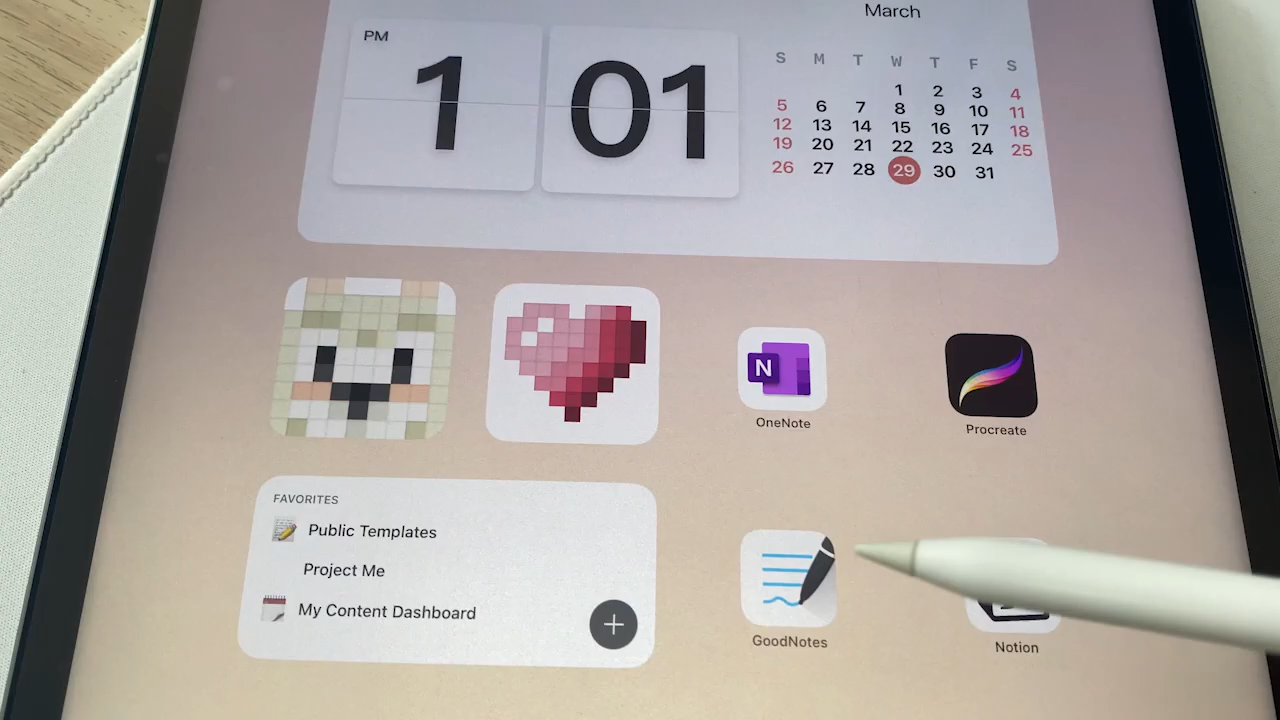 March
PM
1 01
S M T W T F S
1 2 3 4
5 6 7 8 9 10 11
12 13 14 15 16 17 18
19 20 21 22 23 24 25
26 27 28 29 30 31
N
OneNote
Procreate
FAVORITES
Public Templates
Project Me
My Content Dashboard
GoodNotes
Notion